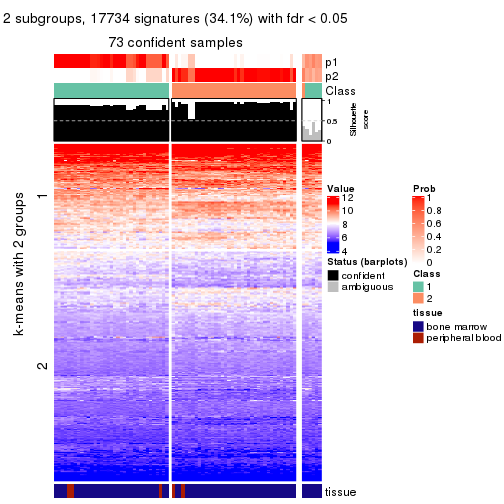 2 subgroups, 17734 signatures (34.1%) with fdr < 0.05
73 confident samples
p1
p2
Class
1
0.5
0
Silhouette
score
k-means with 2 groups
1
2
tissue
Value
12
10
8
6
4
Status (barplots)
confident
ambiguous
Prob
1
0.8
0.6
0.4
0.2
0
Class
1
2
tissue
bone marrow
peripheral blood